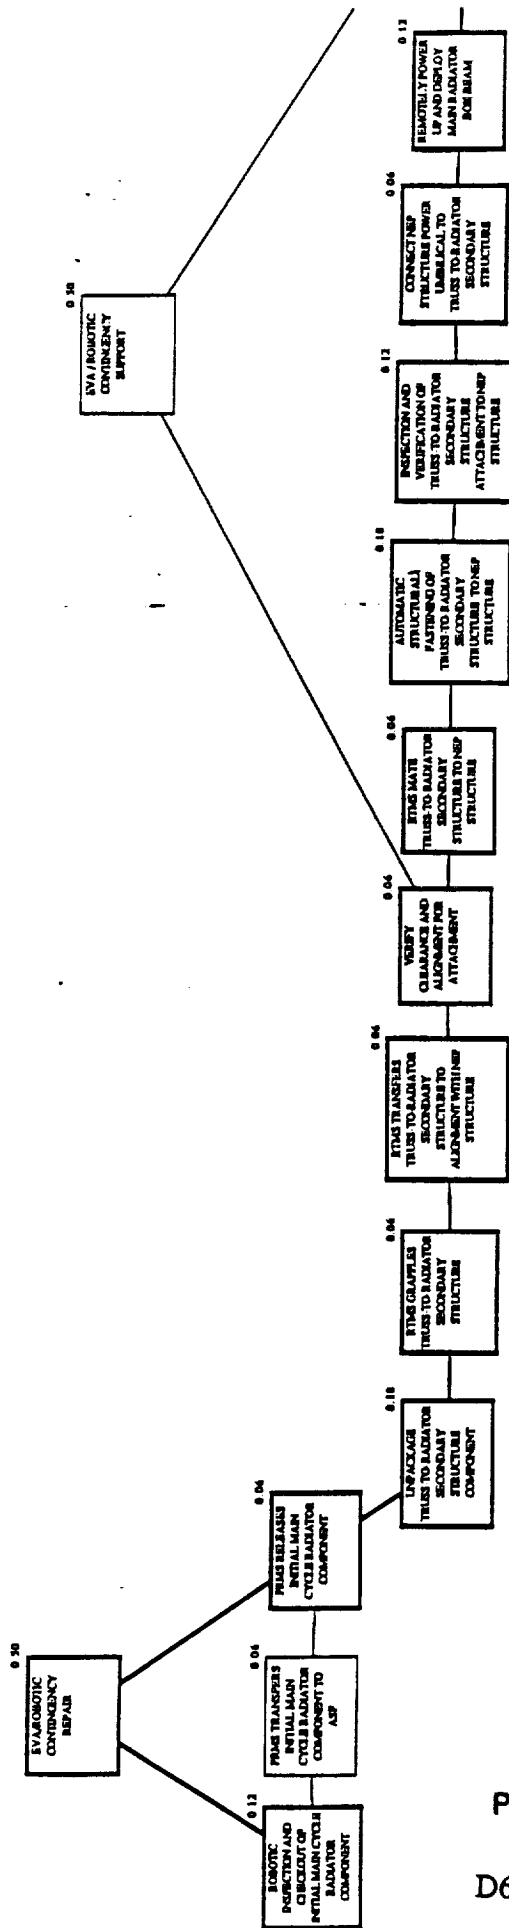 0.50
EVA/ROBOTIC
CONTINGENCY
REPAIR
0.12
ROBOTIC
INSPECTION AND
CHECKOUT OF
INITIAL MAIN CYCLE
RADIATOR
COMPONENT
0.06
PRMS TRANSFERS
INITIAL MAIN
CYCLE RADIATOR
COMPONENT TO
ASF
0.06
PRMS RELEASES
INITIAL MAIN
CYCLE RADIATOR
COMPONENT
0.18
UNPACKAGE
TRUSS-TO-RADIATOR
SECONDARY
STRUCTURE
COMPONENT
0.06
RTMS GRAPPLES
TRUSS-TO-RADIATOR
SECONDARY
STRUCTURE
0.06
RTMS TRANSFERS
TRUSS-TO-RADIATOR
SECONDARY
STRUCTURE TO
ALIGNMENT WITH NEP
STRUCTURE
0.06
VERIFY
CLEARANCE AND
ALIGNMENT FOR
ATTACHMENT
0.50
EVA / ROBOTIC
CONTINGENCY
SUPPORT
0.06
RTMS MATE
TRUSS-TO-RADIATOR
SECONDARY
STRUCTURE TO NEP
STRUCTURE
0.18
AUTOMATIC
STRUCTURAL
FASTENIND OF
TRUSS-TO-RADIATOR
SECONDARY
STRUCTURE TO NEP
STRUCTURE
0.12
INSPECTION AND
VERIFICATION OF
TRUSS-TO-RADIATOR
SECONDARY
STRUCTURE
ATTACHMENT TO NEP
STRUCTURE
0.06
CONNECT NEP
STRUCTURE POWER
UMBILICAL TO
TRUSS-TO-RADIATOR
SECONDARY
STRUCTURE
0.12
REMOTELY POWER
UP AND DEPLOY
MAIN RADIATOR
BOX BEAM
D6